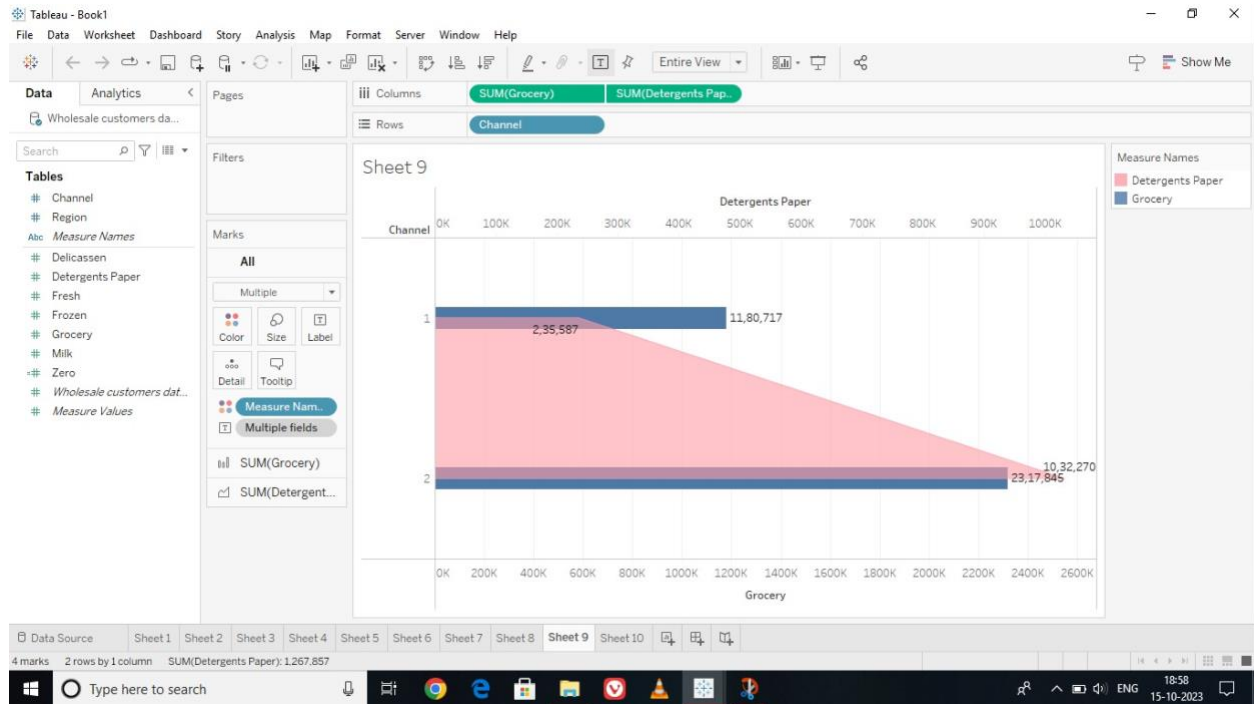 Tableau - Book1
File Data Worksheet Dashboard Story Analysis Map Format Server Window Help
Entire View
Show Me
Data Analytics
Wholesale customers da...
Search
Tables
# Channel
# Region
Abc Measure Names
# Delicassen
# Detergents Paper
# Fresh
# Frozen
# Grocery
# Milk
=# Zero
# Wholesale customers dat...
# Measure Values
Pages
Filters
Marks
All
Multiple
Color Size Label
Detail Tooltip
Measure Nam..
Multiple fields
SUM(Grocery)
SUM(Detergent...
Columns SUM(Grocery) SUM(Detergents Pap..
Rows Channel
Sheet 9
Detergents Paper
Channel 0K 100K 200K 300K 400K 500K 600K 700K 800K 900K 1000K
1 11,80,717
2,35,587
10,32,270
2 23,17,845
0K 200K 400K 600K 800K 1000K 1200K 1400K 1600K 1800K 2000K 2200K 2400K 2600K
Grocery
Measure Names
Detergents Paper
Grocery
Data Source Sheet 1 Sheet 2 Sheet 3 Sheet 4 Sheet 5 Sheet 6 Sheet 7 Sheet 8 Sheet 9 Sheet 10
4 marks 2 rows by 1 column SUM(Detergents Paper): 1,267,857
Type here to search
ENG
18:58
15-10-2023